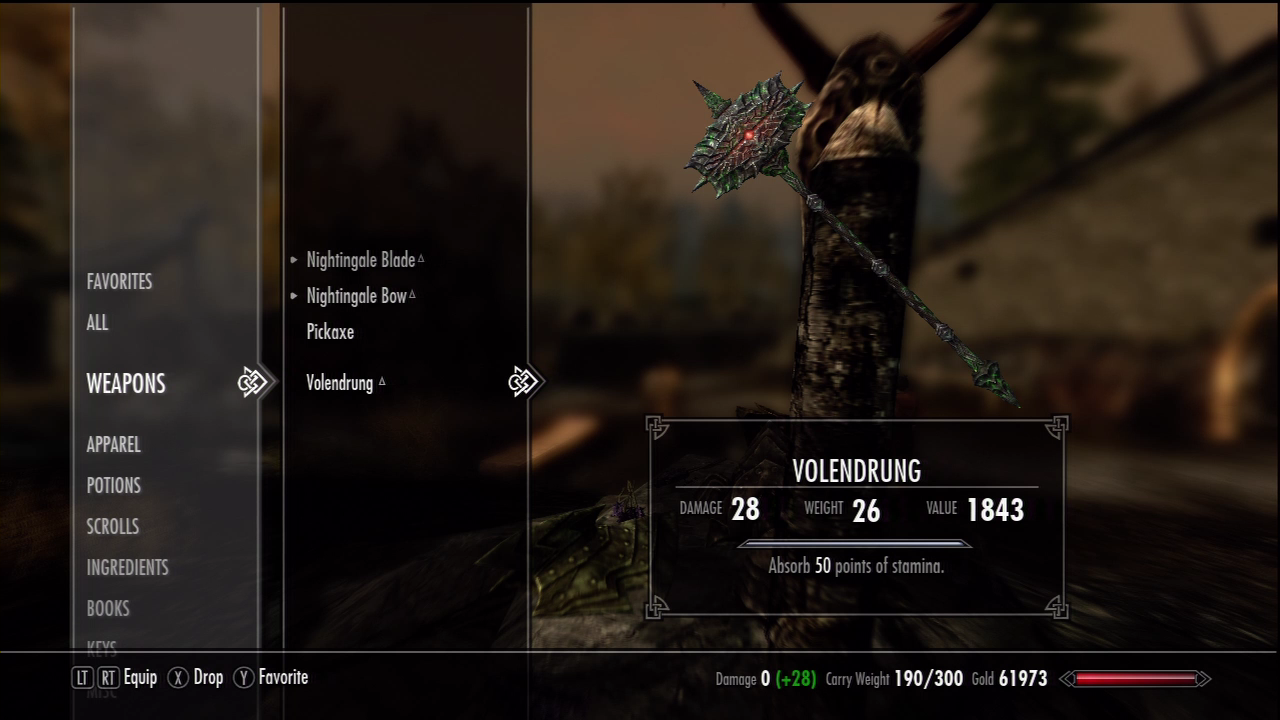 FAVORITES
ALL
WEAPONS
APPAREL
POTIONS
SCROLLS
INGREDIENTS
BOOKS
KEYS
MISC
Nightingale Blade
Nightingale Bow
Pickaxe
Volendrung
VOLENDRUNG
DAMAGE 28 WEIGHT 26 VALUE 1843
Absorb 50 points of stamina.
LT RT Equip X Drop Y Favorite
Damage 0 (+28) Carry Weight 190/300 Gold 61973